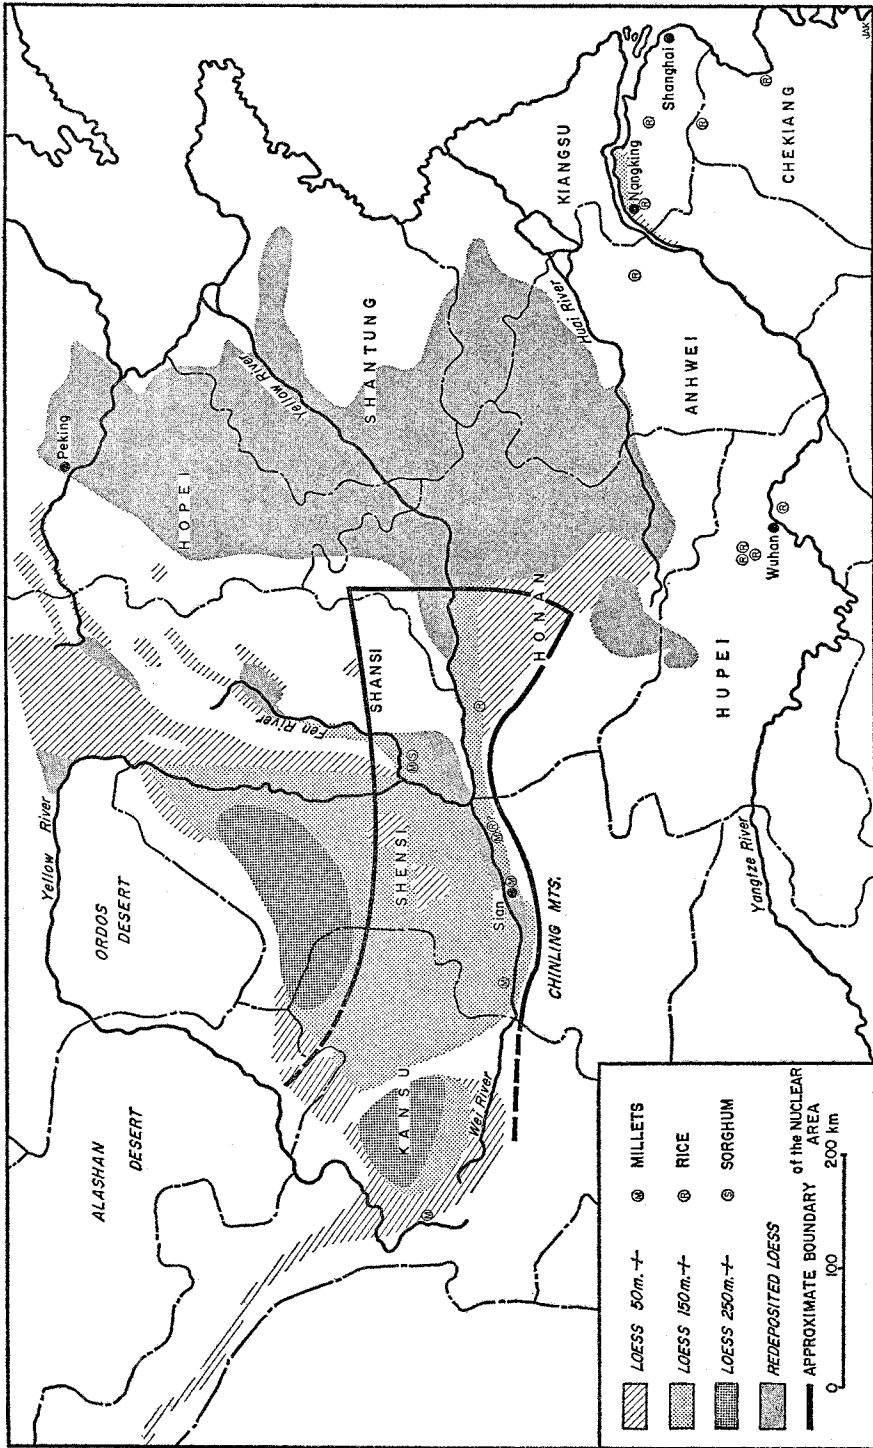 ALASHAN
DESERT
ORDOS
DESERT
Yellow River
Peking
HOPEI
Yellow River
SHANTUNG
Fen River
SHANSI
SHENSI
KANSU
Wei River
Sian
CHINLING MTS.
HONAN
Huai River
KIANGSU
Nangking
Shanghai
ANHWEI
CHEKIANG
HUPEI
Wuhan
Yangtze River
M
M
M
M R
M S
R
R
R
R
R
R
R
R
R
R
R
LOESS 50m.+
LOESS 150m.+
LOESS 250m.+
REDEPOSITED LOESS
M MILLETS
R RICE
S SORGHUM
APPROXIMATE BOUNDARY of the NUCLEAR AREA
0 100 200 km
JAK